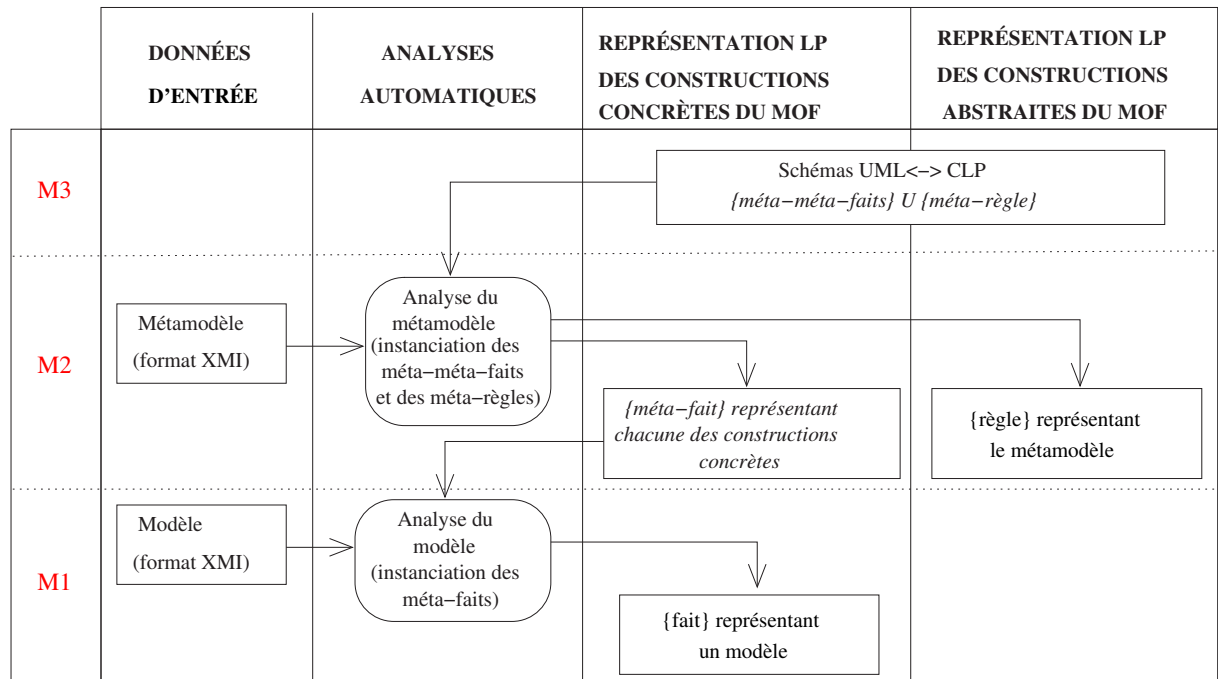 DONNÉES
D'ENTRÉE
ANALYSES
AUTOMATIQUES
REPRÉSENTATION LP
DES CONSTRUCTIONS
CONCRÈTES DU MOF
REPRÉSENTATION LP
DES CONSTRUCTIONS
ABSTRAITES DU MOF
M3
Schémas UML<−> CLP
{méta−méta−faits} U {méta−règle}
M2
Métamodèle
(format XMI)
Analyse du
métamodèle
(instanciation des
méta−méta−faits
et des méta−règles)
{méta−fait} représentant
chacune des constructions
concrètes
{règle} représentant
le métamodèle
M1
Modèle
(format XMI)
Analyse du
modèle
(instanciation des
méta−faits)
{fait} représentant
un modèle